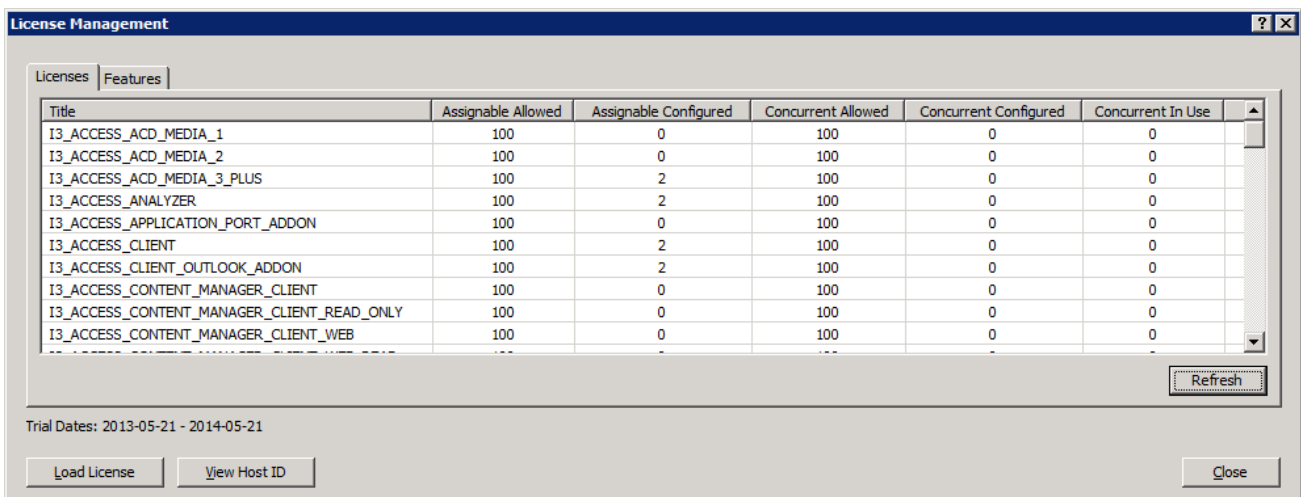 License Management
Licenses Features
Title Assignable Allowed Assignable Configured Concurrent Allowed Concurrent Configured Concurrent In Use
I3_ACCESS_ACD_MEDIA_1 100 0 100 0 0
I3_ACCESS_ACD_MEDIA_2 100 0 100 0 0
I3_ACCESS_ACD_MEDIA_3_PLUS 100 2 100 0 0
I3_ACCESS_ANALYZER 100 2 100 0 0
I3_ACCESS_APPLICATION_PORT_ADDON 100 0 100 0 0
I3_ACCESS_CLIENT 100 2 100 0 0
I3_ACCESS_CLIENT_OUTLOOK_ADDON 100 2 100 0 0
I3_ACCESS_CONTENT_MANAGER_CLIENT 100 0 100 0 0
I3_ACCESS_CONTENT_MANAGER_CLIENT_READ_ONLY 100 0 100 0 0
I3_ACCESS_CONTENT_MANAGER_CLIENT_WEB 100 0 100 0 0
Refresh
Trial Dates: 2013-05-21 - 2014-05-21
Load License View Host ID Close